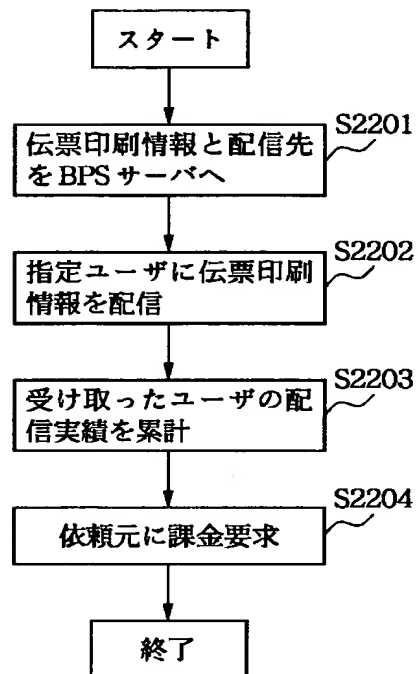 スタート
S2201
伝票印刷情報と配信先
をBPSサーバへ
S2202
指定ユーザに伝票印刷
情報を配信
S2203
受け取ったユーザの配
信実績を累計
S2204
依頼元に課金要求
終了